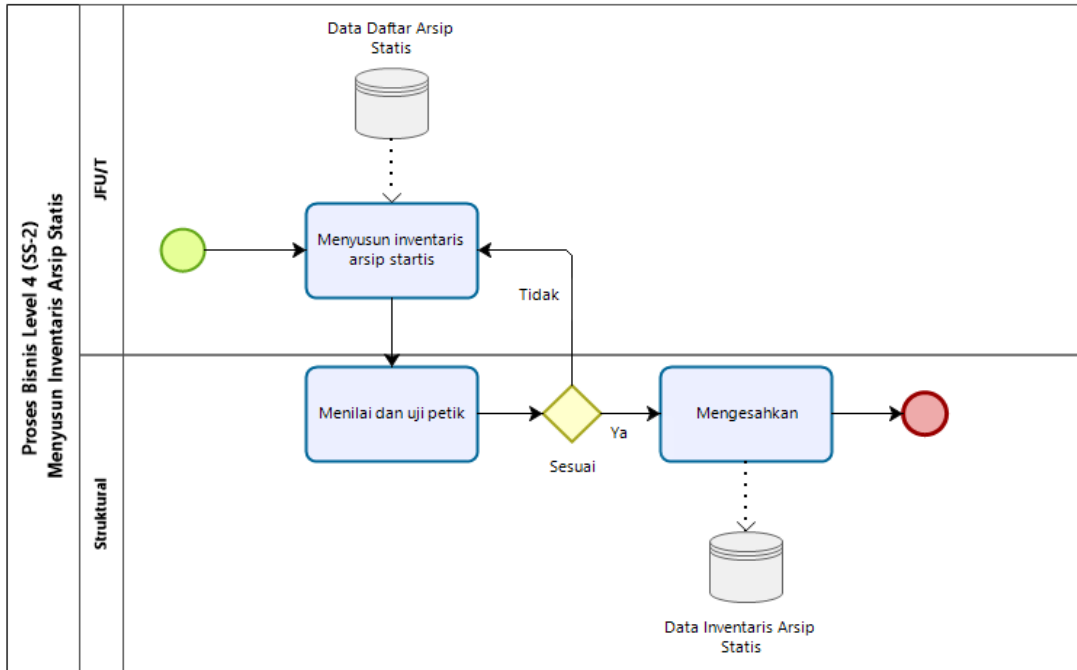 Proses Bisnis Level 4 (SS-2)
Menyusun Inventaris Arsip Statis
JFU/T
Data Daftar Arsip
Statis
Menyusun inventaris
arsip startis
Tidak
Struktural
Menilai dan uji petik
Sesuai
Ya
Mengesahkan
Data Inventaris Arsip
Statis